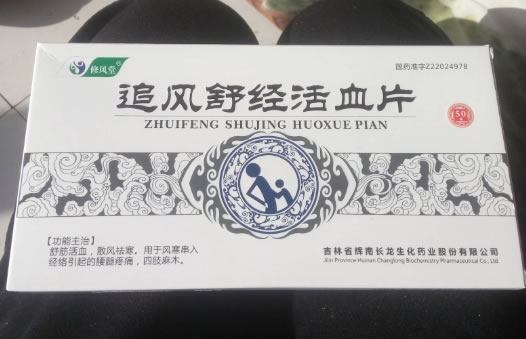 修风堂®
国药准字Z22024978
追风舒经活血片
ZHUIFENG SHUJING HUOXUE PIAN
50
【功能主治】
舒筋活血，散风祛寒。用于风寒串入
经络引起的腰腿疼痛，四肢麻木。
吉林省辉南长龙生化药业股份有限公司
Jilin Province Huinan Changlong Biochemistry Pharmaceutical Co., Ltd